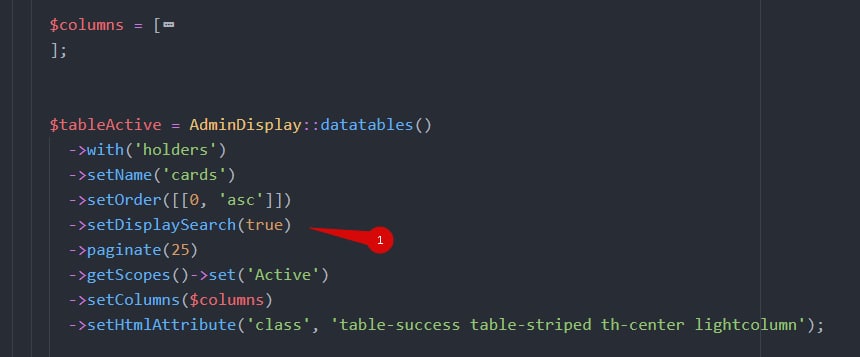 $columns = [
];
$tableActive = AdminDisplay::datatables()
->with('holders')
->setName('cards')
->setOrder([[0, 'asc']])
->setDisplaySearch(true)
1
->paginate(25)
->getScopes()->set('Active')
->setColumns($columns)
->setHtmlAttribute('class', 'table-success table-striped th-center lightcolumn');